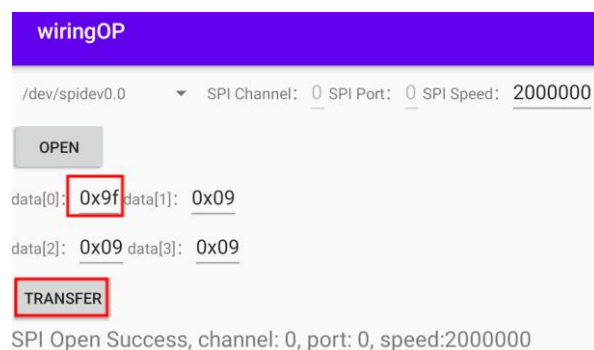 wiringOP
/dev/spidev0.0 SPI Channel: 0 SPI Port: 0 SPI Speed: 2000000
OPEN
data[0]: 0x9f data[1]: 0x09
data[2]: 0x09 data[3]: 0x09
TRANSFER
SPI Open Success, channel: 0, port: 0, speed:2000000